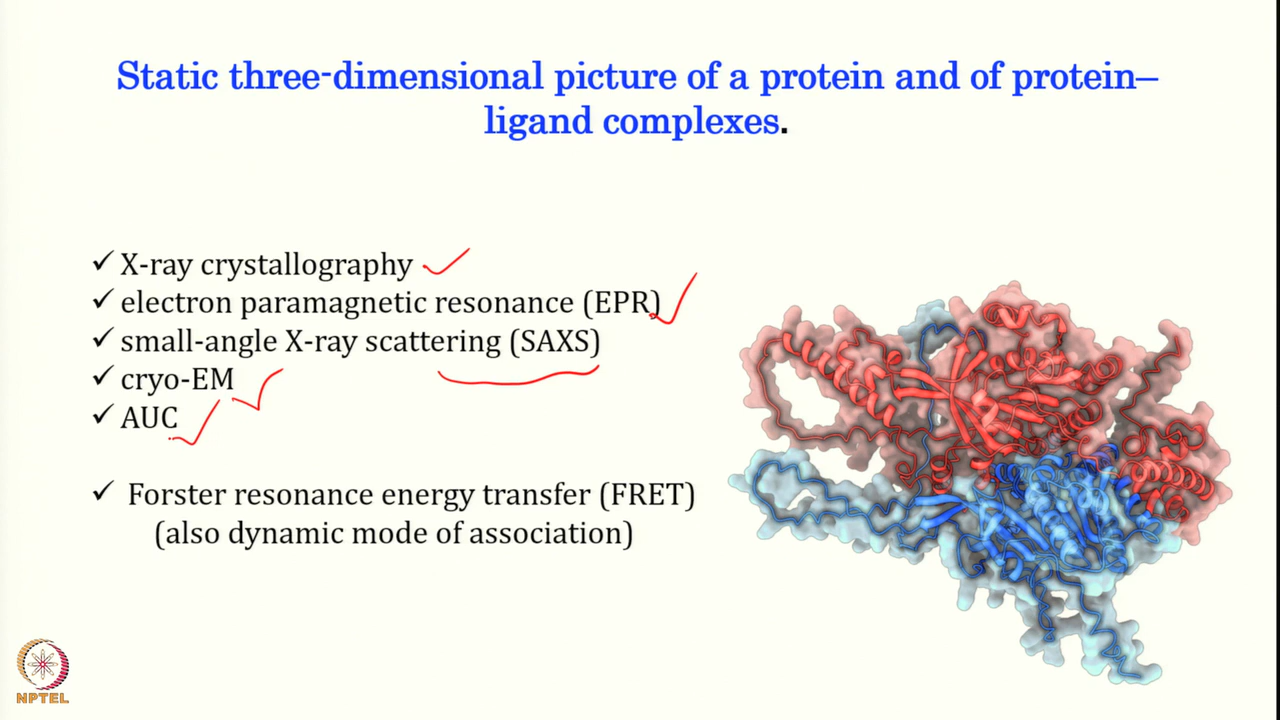 Static three-dimensional picture of a protein and of protein–
ligand complexes.
✓ X-ray crystallography
✓ electron paramagnetic resonance (EPR)
✓ small-angle X-ray scattering (SAXS)
✓ cryo-EM
✓ AUC
✓ Forster resonance energy transfer (FRET)
(also dynamic mode of association)
NPTEL